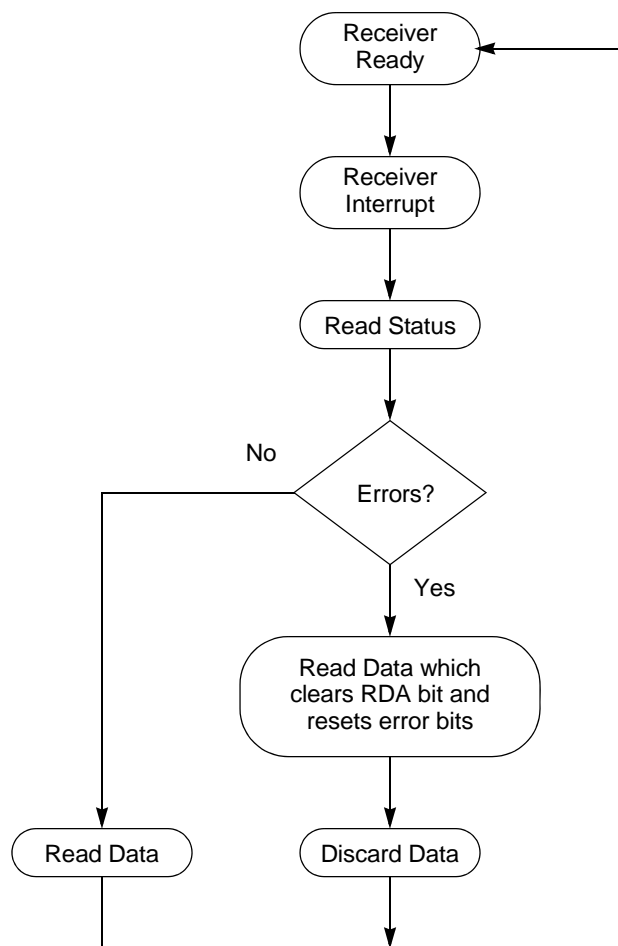 Receiver
Ready
Receiver
Interrupt
Read Status
No
Errors?
Yes
Read Data which
clears RDA bit and
resets error bits
Read Data
Discard Data